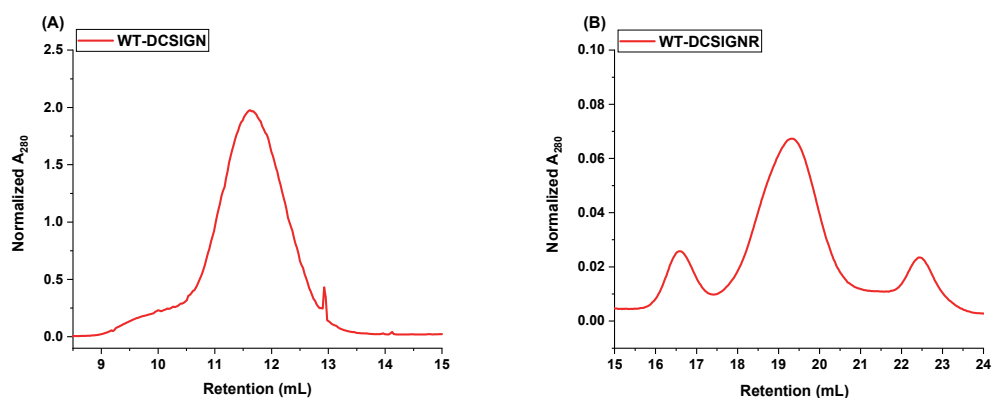 (A)
WT-DCSIGN
2.5
2.0
1.5
1.0
0.5
0.0
Normalized A280
9 10 11 12 13 14 15
Retention (mL)
(B)
WT-DCSIGNR
0.10
0.08
0.06
0.04
0.02
0.00
Normalized A280
15 16 17 18 19 20 21 22 23 24
Retention (mL)